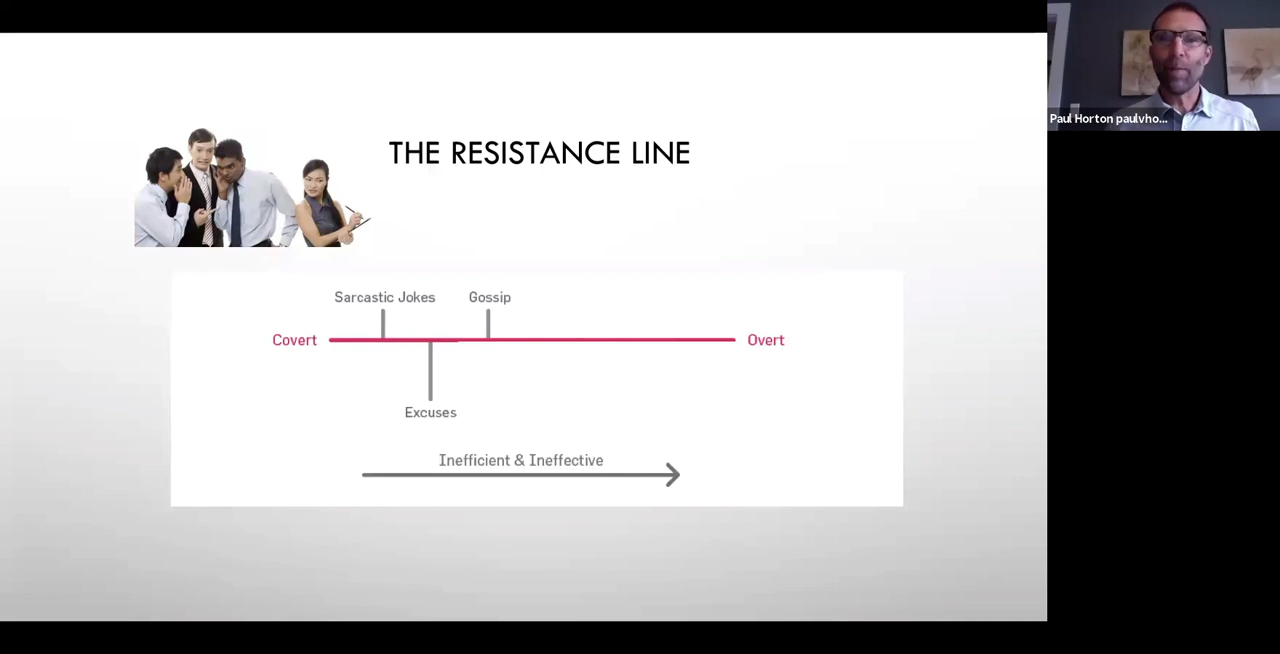 THE RESISTANCE LINE
Sarcastic Jokes
Gossip
Covert
Overt
Excuses
Inefficient & Ineffective
Paul Horton paulvho...